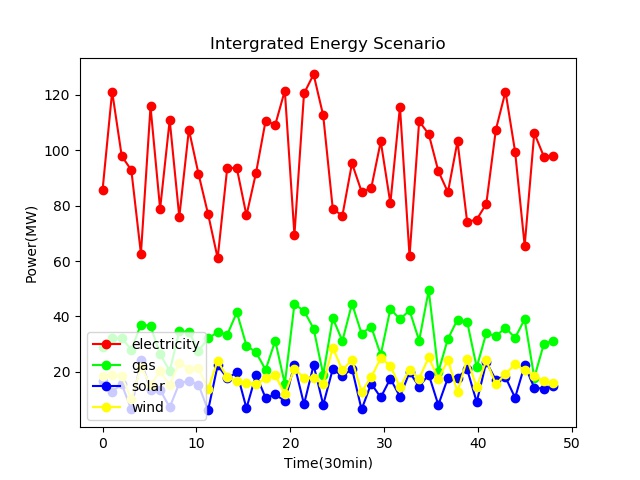 Intergrated Energy Scenario
Power(MW)
120
100
80
60
40
20
electricity
gas
solar
wind
0 10 20 30 40 50
Time(30min)